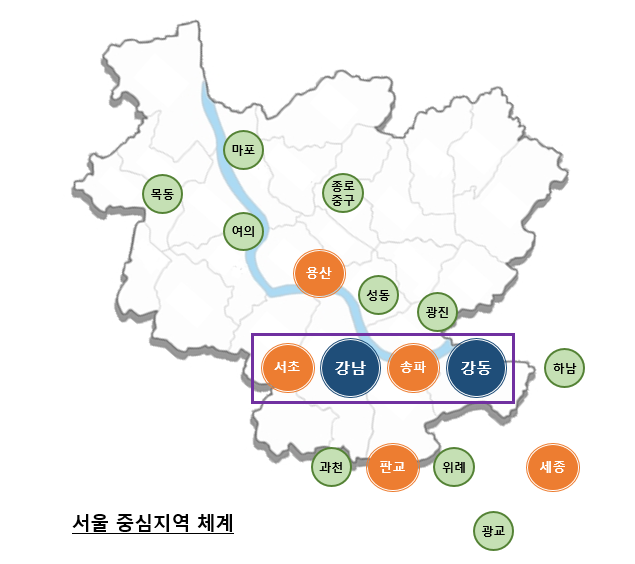 마포
목동
종로
중구
여의
용산
성동
광진
서초
강남
송파
강동
하남
과천
판교
위례
세종
서울 중심지역 체계
광교